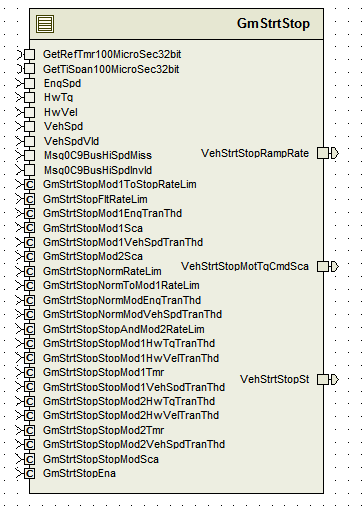 GmStrtStop
GetRefTmr100MicroSec32bit
GetTiSpan100MicroSec32bit
EngSpd
HwTq
HwVel
VehSpd
VehSpdVld
Msg0C9BusHiSpdMiss
Msg0C9BusHiSpdInvld
C GmStrtStopMod1ToStopRateLim
C GmStrtStopFltRateLim
C GmStrtStopMod1EngTranThd
C GmStrtStopMod1Sca
C GmStrtStopMod1VehSpdTranThd
C GmStrtStopMod2Sca
C GmStrtStopNormRateLim
C GmStrtStopNormToMod1RateLim
C GmStrtStopNormModEngTranThd
C GmStrtStopNormModVehSpdTranThd
C GmStrtStopStopAndMod2RateLim
C GmStrtStopStopMod1HwTqTranThd
C GmStrtStopStopMod1HwVelTranThd
C GmStrtStopStopMod1Tmr
C GmStrtStopStopMod1VehSpdTranThd
C GmStrtStopStopMod2HwTqTranThd
C GmStrtStopStopMod2HwVelTranThd
C GmStrtStopStopMod2Tmr
C GmStrtStopStopMod2VehSpdTranThd
C GmStrtStopStopModSca
C GmStrtStopEna
VehStrtStopRampRate
VehStrtStopMotTqCmdSca
VehStrtStopSt